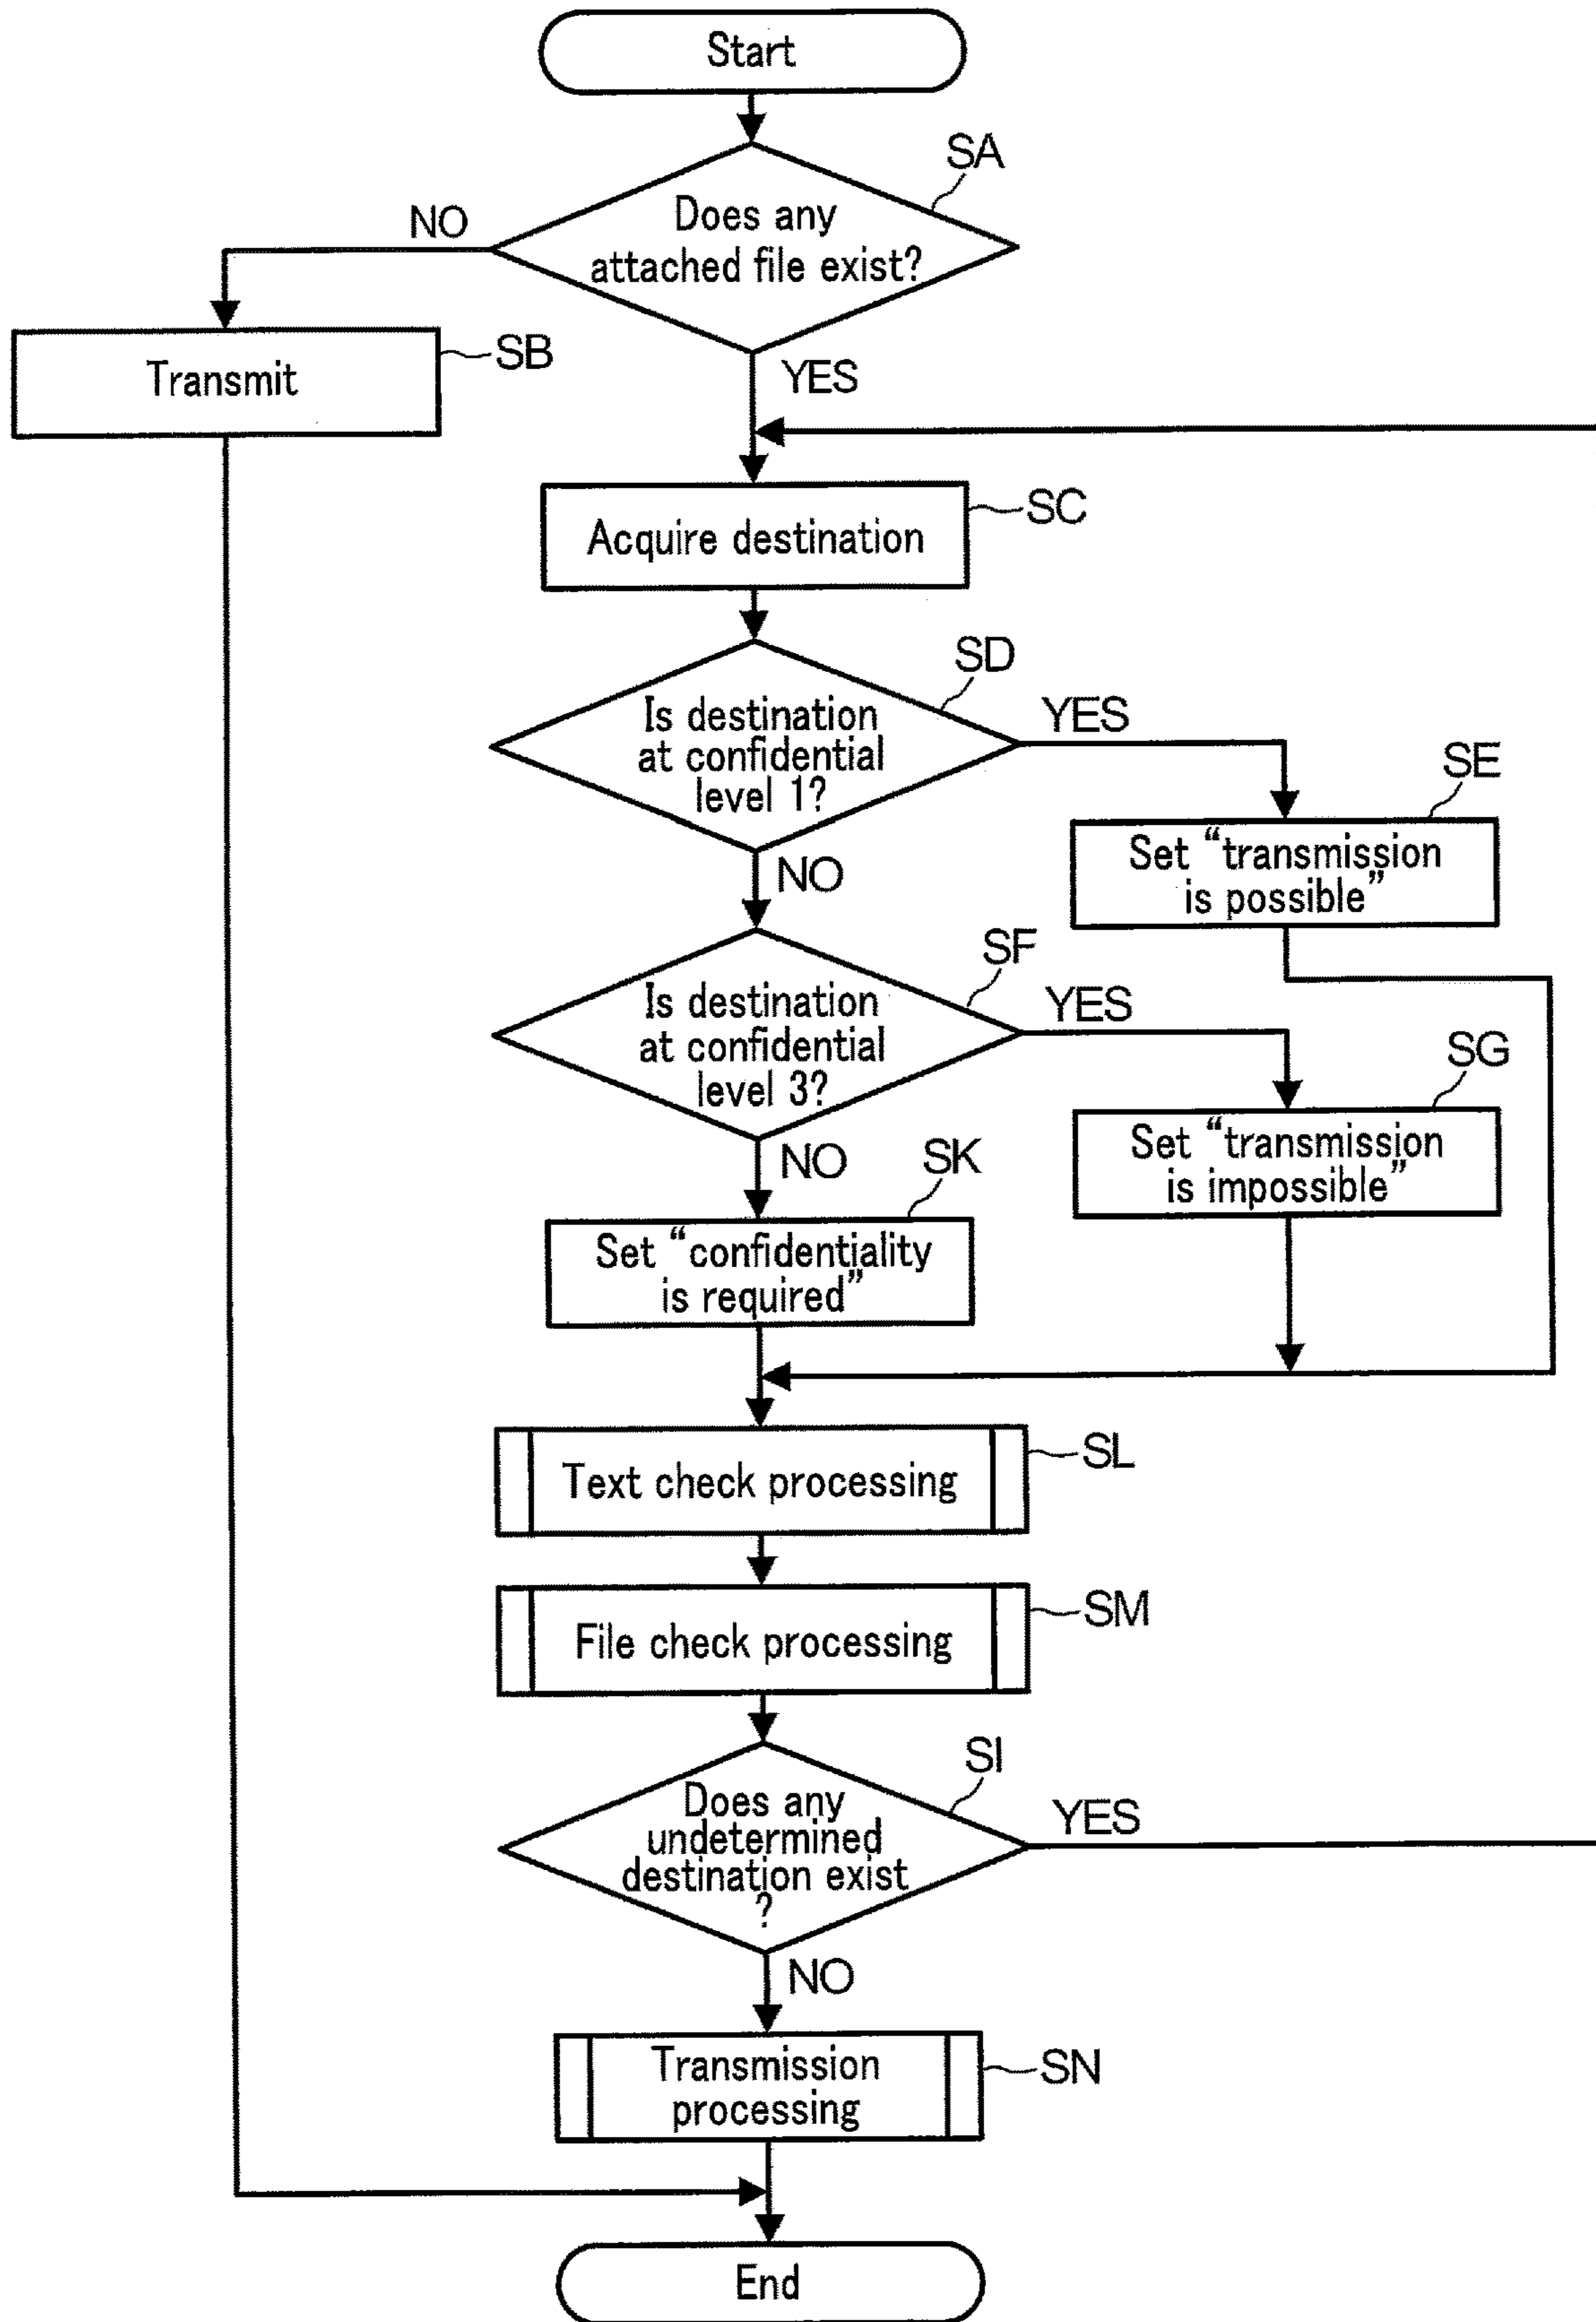 Start
SA
Does any
attached file exist?
NO
YES
Transmit
SB
Acquire destination
SC
SD
Is destination
at confidential
level 1?
YES
NO
SE
Set “transmission
is possible”
SF
Is destination
at confidential
level 3?
YES
NO
SG
Set “transmission
is impossible”
SK
Set “confidentiality
is required”
Text check processing
SL
File check processing
SM
SI
Does any
undetermined
destination exist
?
YES
NO
Transmission
processing
SN
End